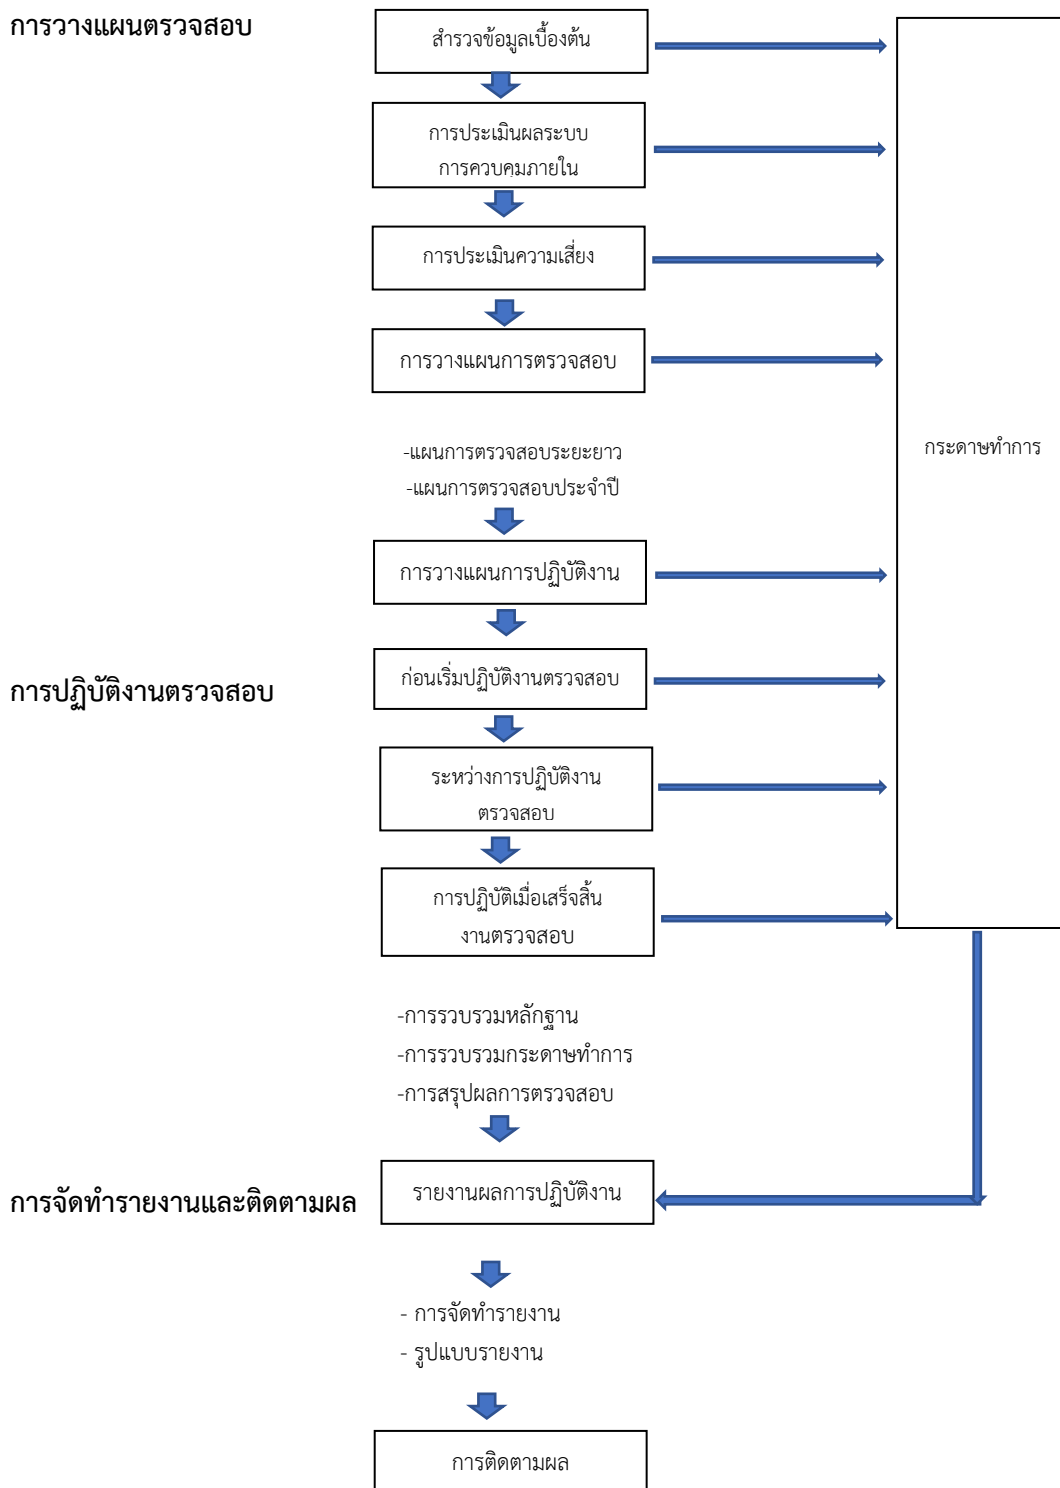 การวางแผนตรวจสอบ
สำรวจข้อมูลเบื้องต้น
การประเมินผลระบบ
การควบคุมภายใน
การประเมินความเสี่ยง
การวางแผนการตรวจสอบ
-แผนการตรวจสอบระยะยาว
-แผนการตรวจสอบประจำปี
กระดาษทำการ
การวางแผนการปฏิบัติงาน
การปฏิบัติงานตรวจสอบ
ก่อนเริ่มปฏิบัติงานตรวจสอบ
ระหว่างการปฏิบัติงาน
ตรวจสอบ
การปฏิบัติเมื่อเสร็จสิ้น
งานตรวจสอบ
-การรวบรวมหลักฐาน
-การรวบรวมกระดาษทำการ
-การสรุปผลการตรวจสอบ
การจัดทำรายงานและติดตามผล
รายงานผลการปฏิบัติงาน
- การจัดทำรายงาน
- รูปแบบรายงาน
การติดตามผล